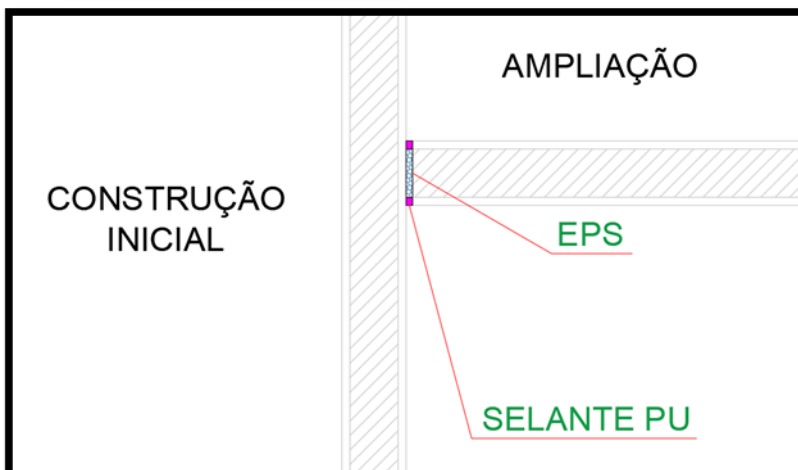 AMPLIAÇÃO
CONSTRUÇÃO
INICIAL
EPS
SELANTE PU